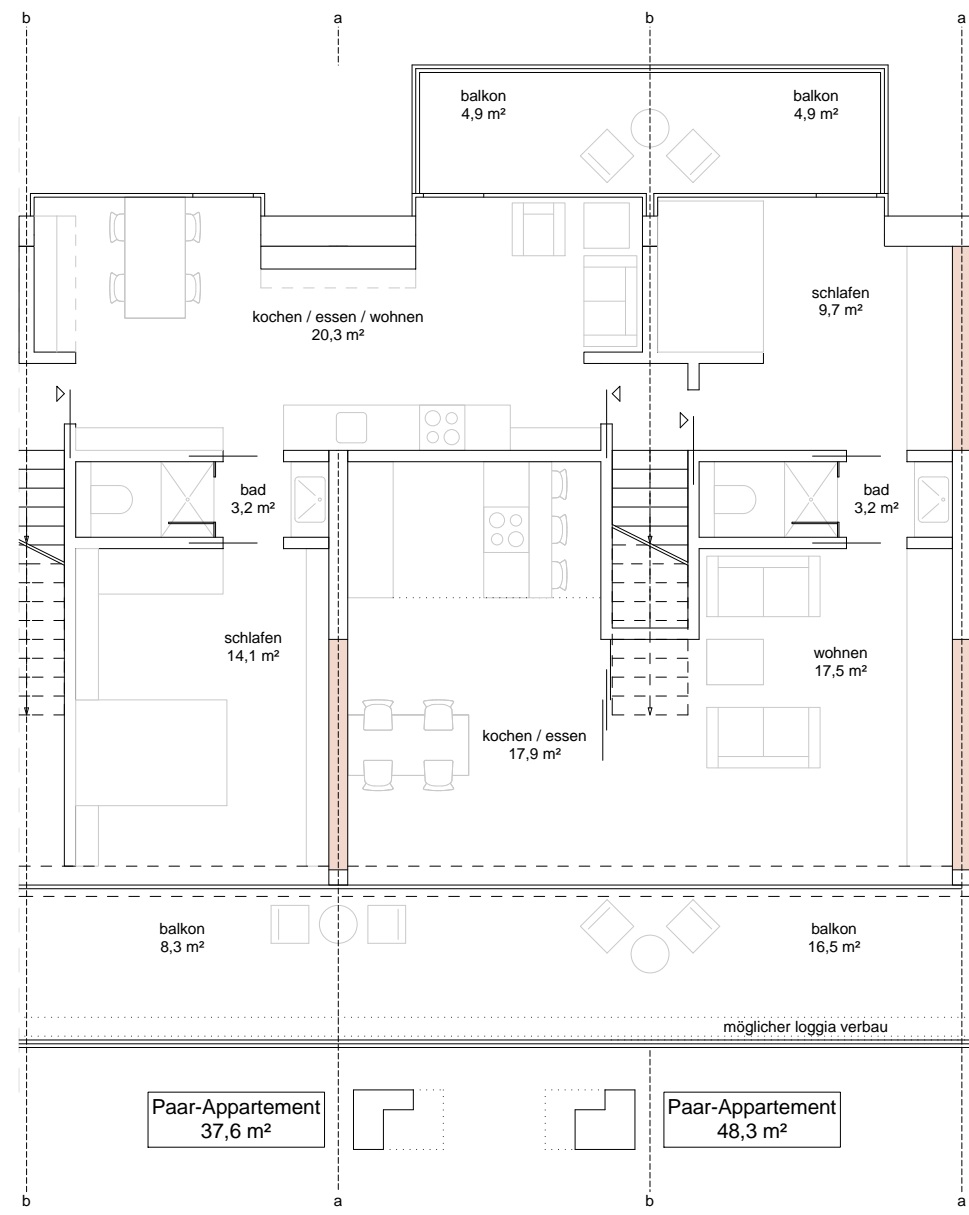 b a b a
balkon
4,9 m²
balkon
4,9 m²
schlafen
9,7 m²
kochen / essen / wohnen
20,3 m²
bad
3,2 m²
bad
3,2 m²
schlafen
14,1 m²
wohnen
17,5 m²
kochen / essen
17,9 m²
balkon
8,3 m²
balkon
16,5 m²
möglicher loggia verbau
Paar-Appartement
37,6 m²
Paar-Appartement
48,3 m²
b a b a